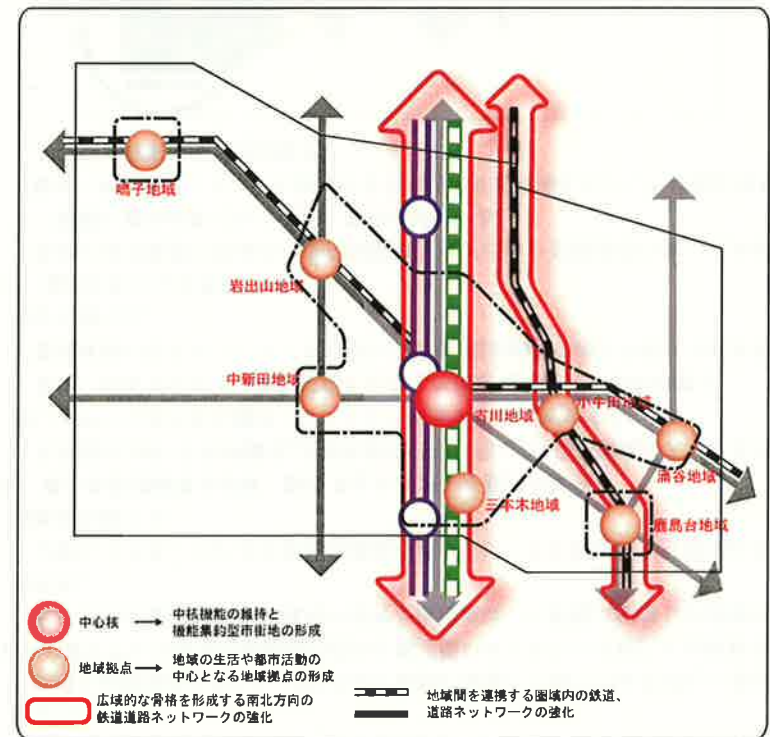 鳴子地域
岩出山地域
中新田地域
古川地域
小牛田地域
涌谷地域
三本木地域
鹿島台地域
中心核 → 中核機能の維持と
機能集約型市街地の形成
地域拠点 → 地域の生活や都市活動の
中心となる地域拠点の形成
広域的な骨格を形成する南北方向の
鉄道道路ネットワークの強化
地域間を連携する圏域内の鉄道、
道路ネットワークの強化